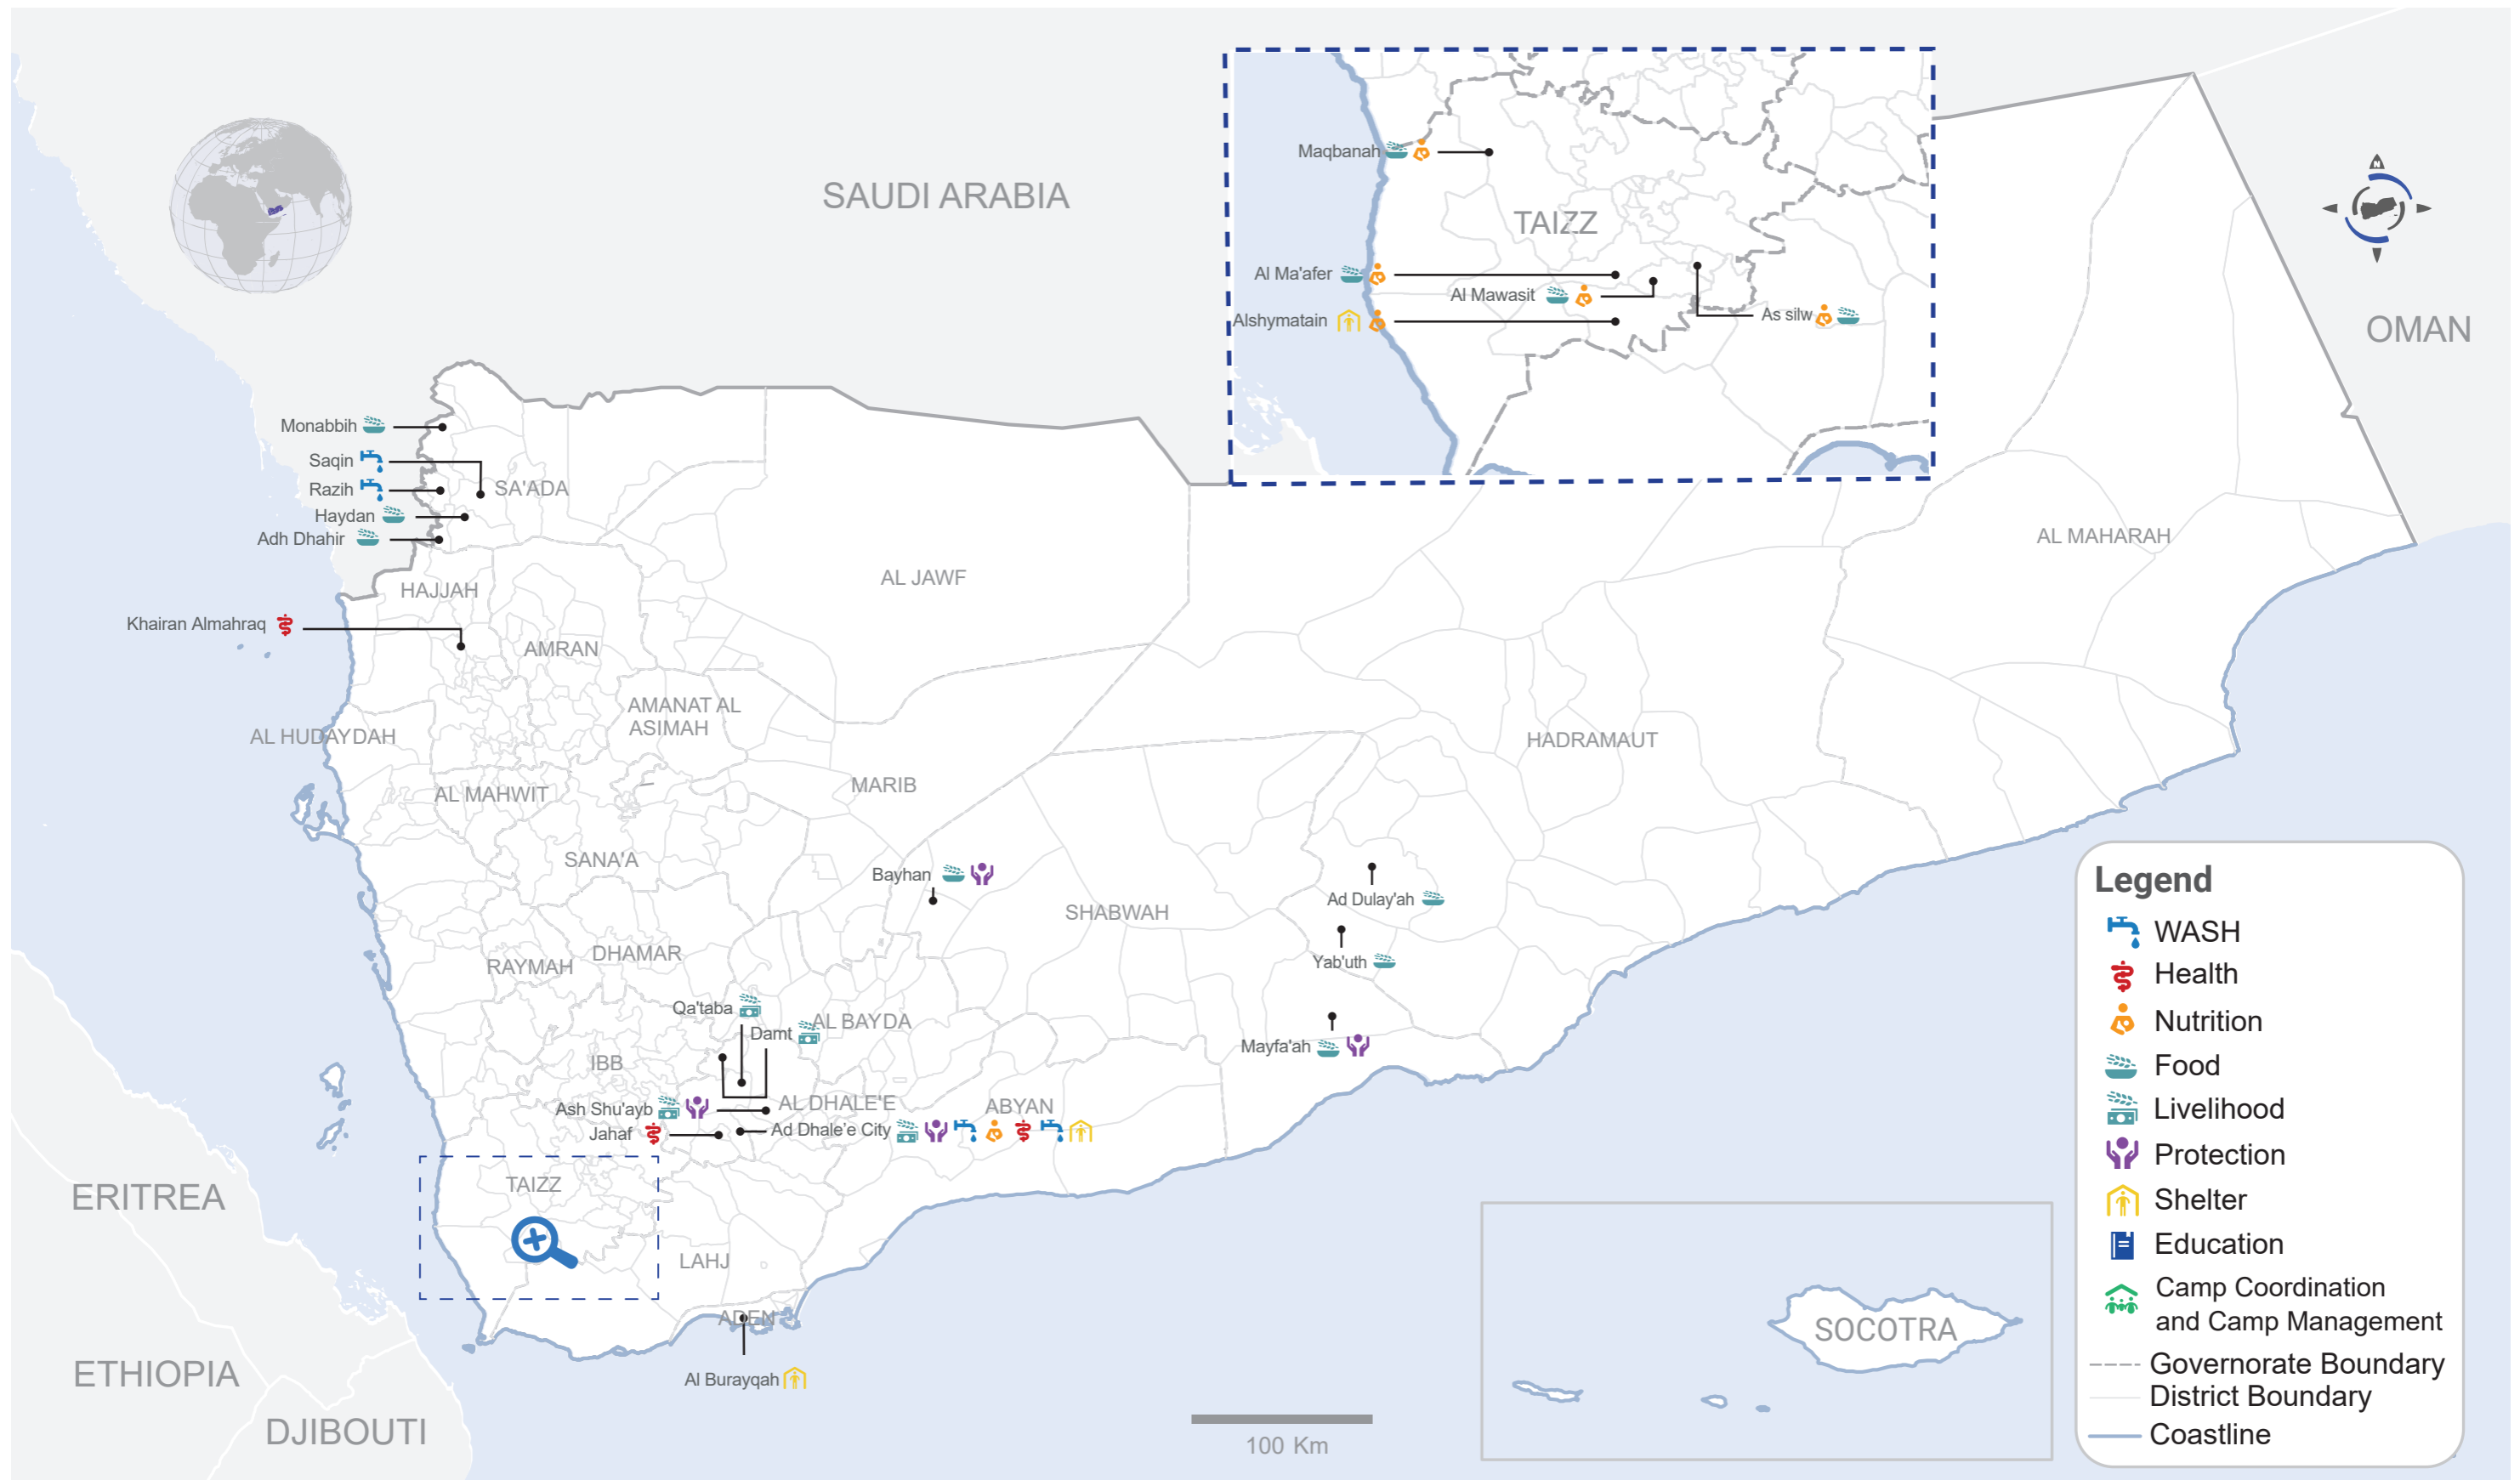 SAUDI ARABIA
OMAN
ERITREA
ETHIOPIA
DJIBOUTI
N
Maqbanah
TAIZZ
Al Ma'afer
Al Mawasit
As silw
Alshymatain
Monabbih
Saqin
Razih
Haydan
Adh Dhahir
Khairan Almahraq
SA'ADA
HAJJAH
AL JAWF
AMRAN
AMANAT AL
ASIMAH
AL HUDAYDAH
AL MAHWIT
MARIB
SANA'A
HADRAMAUT
AL MAHARAH
Bayhan
SHABWAH
Ad Dulay'ah
Yab'uth
Mayfa'ah
RAYMAH
DHAMAR
Qa'taba
Damt
AL BAYDA
IBB
Ash Shu'ayb
AL DHALE'E
ABYAN
Jahaf
Ad Dhale'e City
TAIZZ
LAHJ
ADEN
Al Burayqah
100 Km
SOCOTRA
Legend
WASH
Health
Nutrition
Food
Livelihood
Protection
Shelter
Education
Camp Coordination
and Camp Management
Governorate Boundary
District Boundary
Coastline